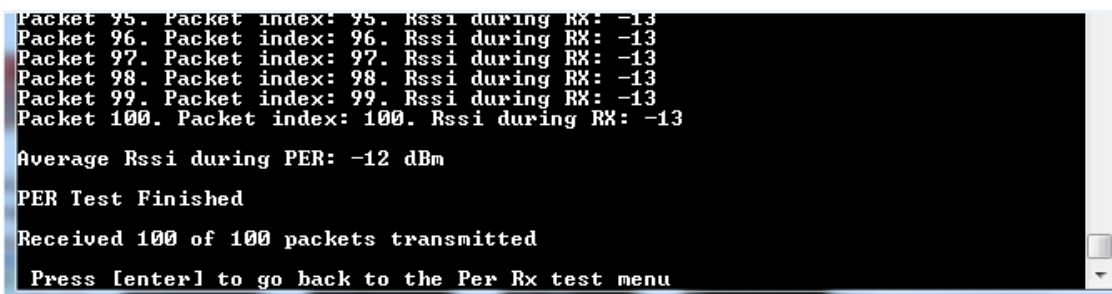 Packet 95. Packet index: 95. Rssi during RX: -13
Packet 96. Packet index: 96. Rssi during RX: -13
Packet 97. Packet index: 97. Rssi during RX: -13
Packet 98. Packet index: 98. Rssi during RX: -13
Packet 99. Packet index: 99. Rssi during RX: -13
Packet 100. Packet index: 100. Rssi during RX: -13
Average Rssi during PER: -12 dBm
PER Test Finished
Received 100 of 100 packets transmitted
Press [enter] to go back to the Per Rx test menu